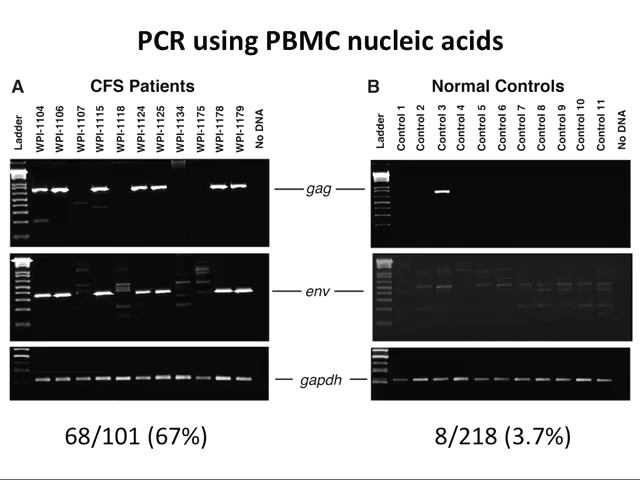 PCR using PBMC nucleic acids
A CFS Patients
Ladder WPI-1104 WPI-1106 WPI-1107 WPI-1115 WPI-1118 WPI-1124 WPI-1125 WPI-1134 WPI-1175 WPI-1178 WPI-1179 No DNA
B Normal Controls
Ladder Control 1 Control 2 Control 3 Control 4 Control 5 Control 6 Control 7 Control 8 Control 9 Control 10 Control 11 No DNA
gag
env
gapdh
68/101 (67%)
8/218 (3.7%)